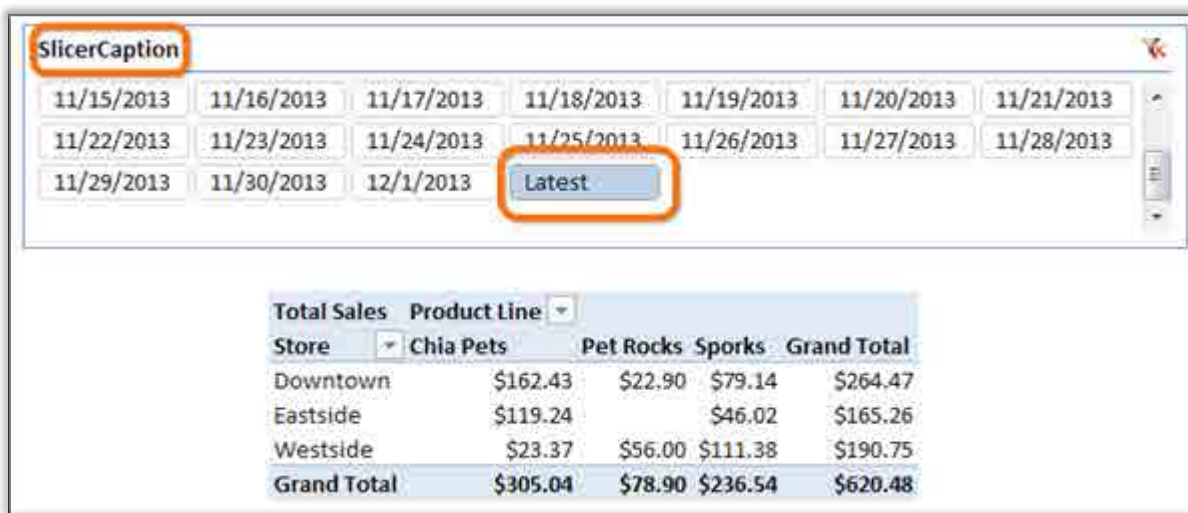 SlicerCaption
11/15/2013 11/16/2013 11/17/2013 11/18/2013 11/19/2013 11/20/2013 11/21/2013
11/22/2013 11/23/2013 11/24/2013 11/25/2013 11/26/2013 11/27/2013 11/28/2013
11/29/2013 11/30/2013 12/1/2013 Latest
Total Sales Product Line
Store Chia Pets Pet Rocks Sporks Grand Total
Downtown $162.43 $22.90 $79.14 $264.47
Eastside $119.24 $46.02 $165.26
Westside $23.37 $56.00 $111.38 $190.75
Grand Total $305.04 $78.90 $236.54 $620.48